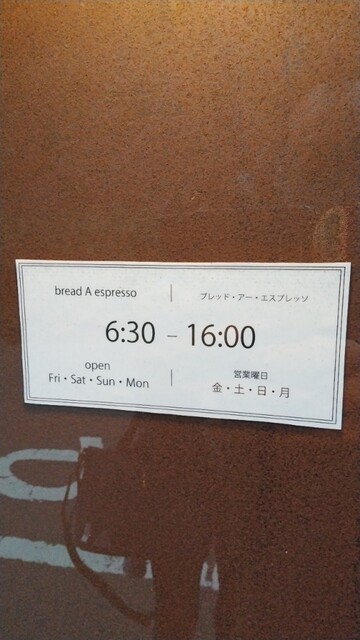 bread A espresso
ブレッド・アー・エスプレッソ
6:30 – 16:00
open
Fri・Sat・Sun・Mon
営業曜日
金・土・日・月